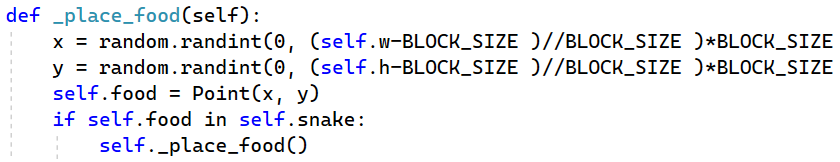 def _place_food(self):
    x = random.randint(0, (self.w-BLOCK_SIZE )//BLOCK_SIZE )*BLOCK_SIZE
    y = random.randint(0, (self.h-BLOCK_SIZE )//BLOCK_SIZE )*BLOCK_SIZE
    self.food = Point(x, y)
    if self.food in self.snake:
        self._place_food()